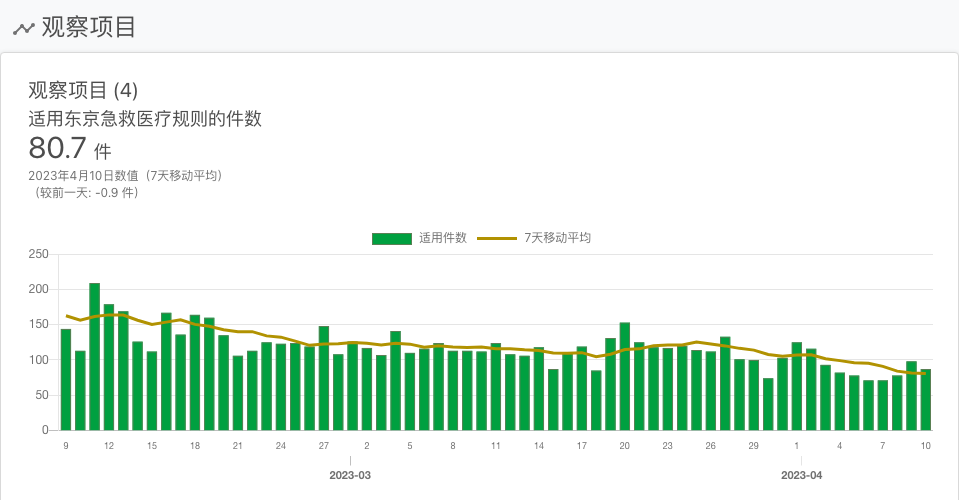 观察项目
观察项目 (4)
适用东京急救医疗规则的件数
80.7 件
2023年4月10日数值（7天移动平均）
（较前一天: -0.9 件）
适用件数 7天移动平均
250
200
150
100
50
0
9 12 15 18 21 24 27 2 5 8 11 14 17 20 23 26 29 1 4 7 10
2023-03 2023-04